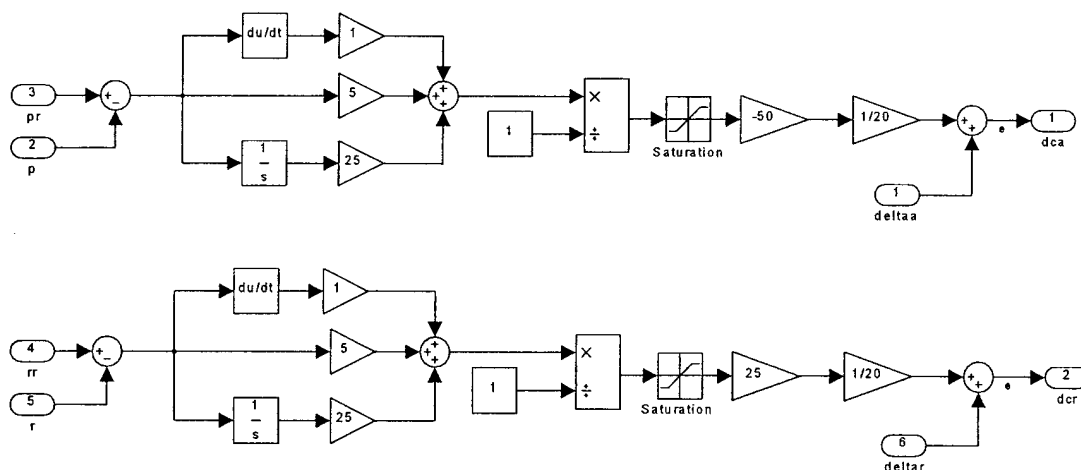 du/dt 1
3 + - 5 + + + × -50 1/20 + + 1
pr e dca
2 1 ÷
p 1 s 25 Saturation
1
deltaa
du/dt 1
4 + - 5 + + + × 25 1/20 + + 2
rr e dcr
5 1 ÷
r 1 s 25 Saturation
6
deltar